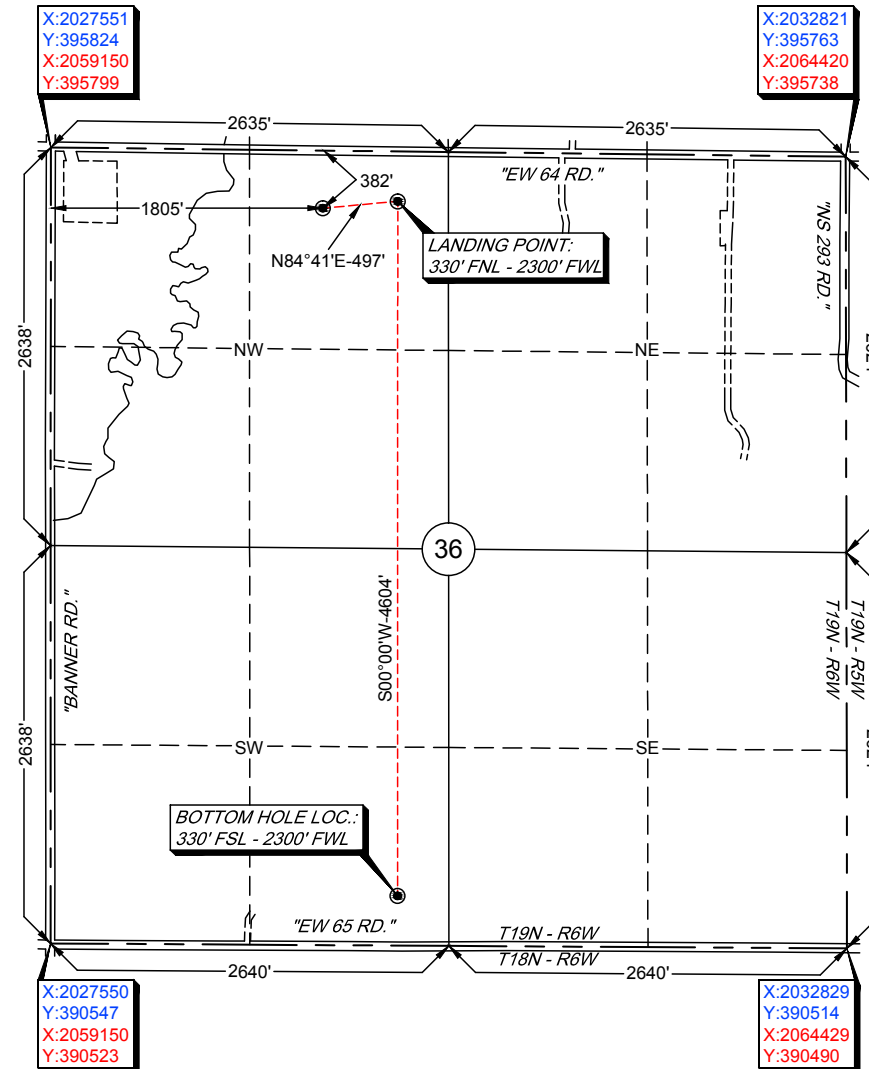 X:2027551
Y:395824
X:2059150
Y:395799
X:2032821
Y:395763
X:2064420
Y:395738
2635'
2635'
"EW 64 RD."
382'
1805'
N84°41'E-497'
LANDING POINT:
330' FNL - 2300' FWL
"NS 293 RD."
2638'
NW
NE
36
S00°00'W-4604'
"BANNER RD."
T19N - R6W
T19N - R5W
2638'
SW
SE
BOTTOM HOLE LOC.:
330' FSL - 2300' FWL
"EW 65 RD."
T19N - R6W
T18N - R6W
2640'
2640'
X:2027550
Y:390547
X:2059150
Y:390523
X:2032829
Y:390514
X:2064429
Y:390490